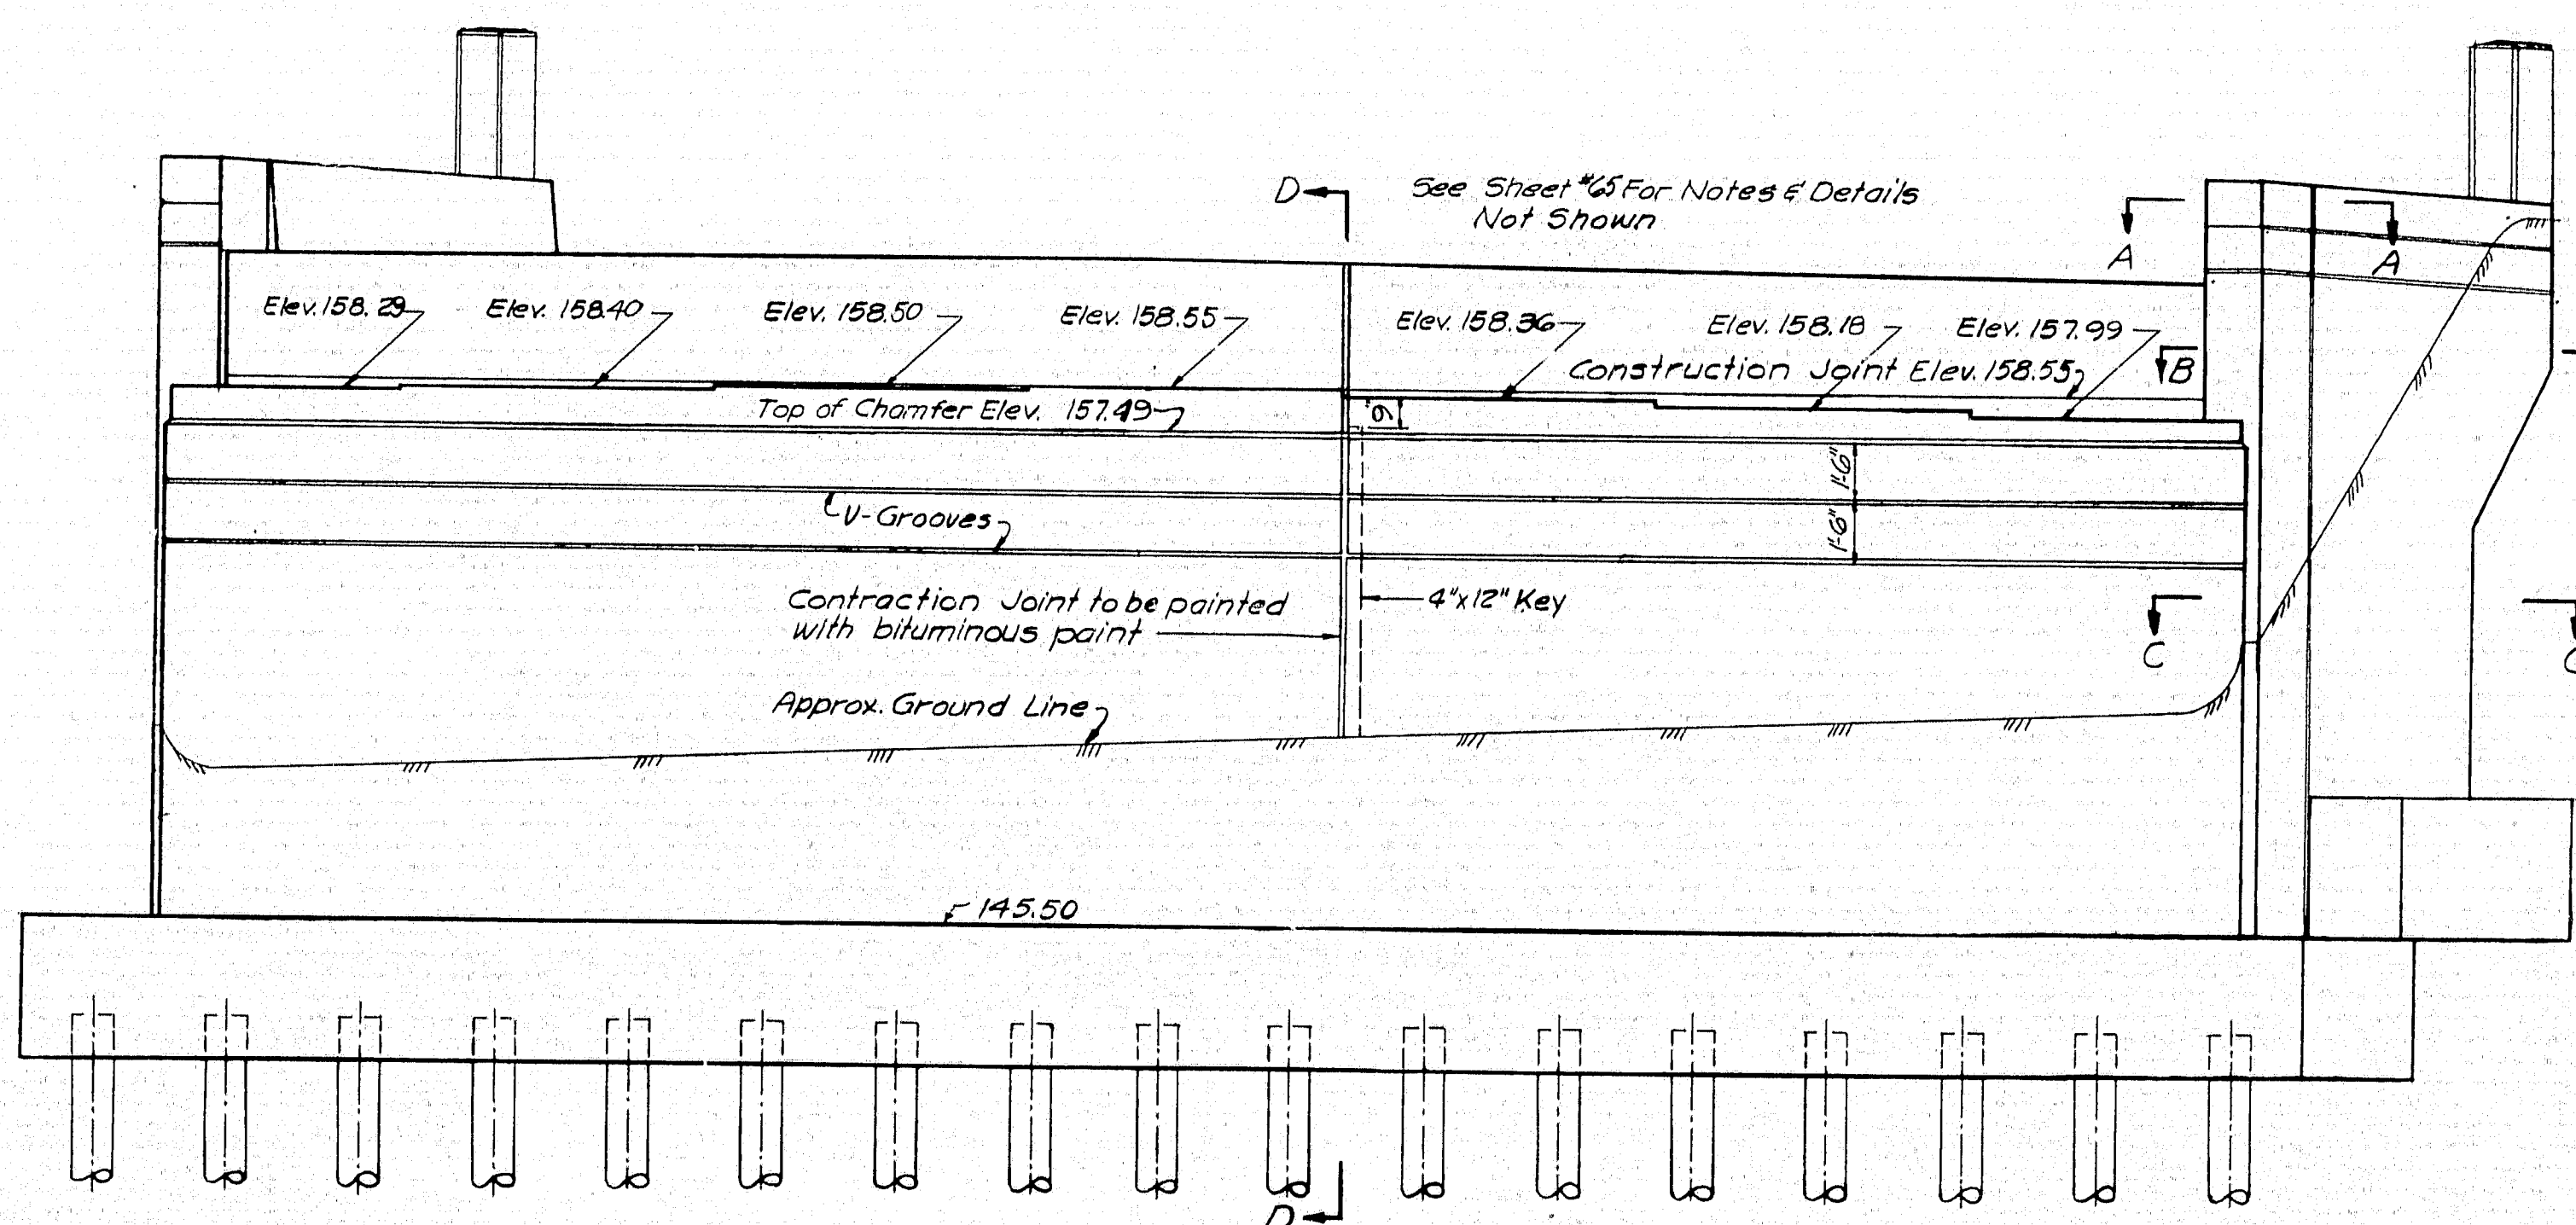 D
See Sheet #65 For Notes & Details
Not Shown
A
A
Elev. 158.29
Elev. 158.40
Elev. 158.50
Elev. 158.55
Elev. 158.36
Elev. 158.18
Elev. 157.99
Construction Joint Elev. 158.55
B
Top of Chamfer Elev. 157.49
9"
1'-6"
V-Grooves
1'-6"
Contraction Joint to be painted
with bituminous paint
4"x12" Key
C
Approx. Ground Line
145.50
D